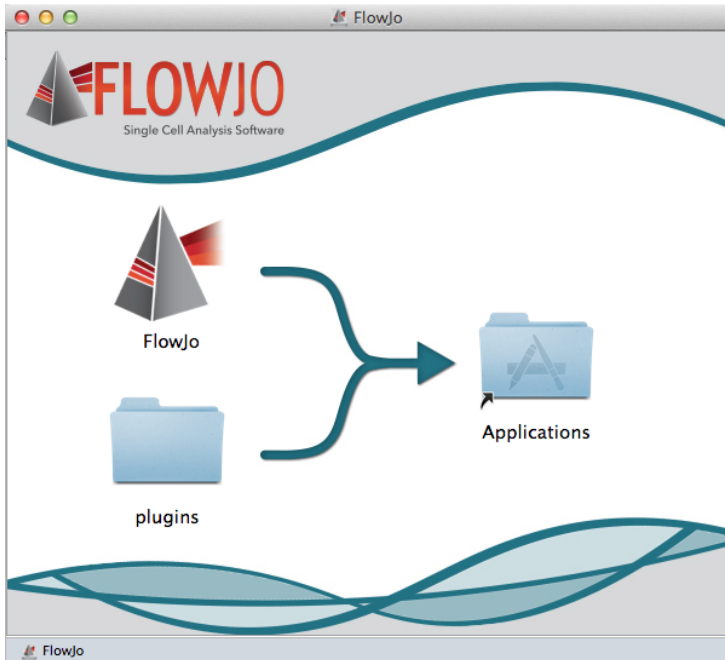 FlowJo
FLOWJO
Single Cell Analysis Software
FlowJo
Applications
plugins
FlowJo